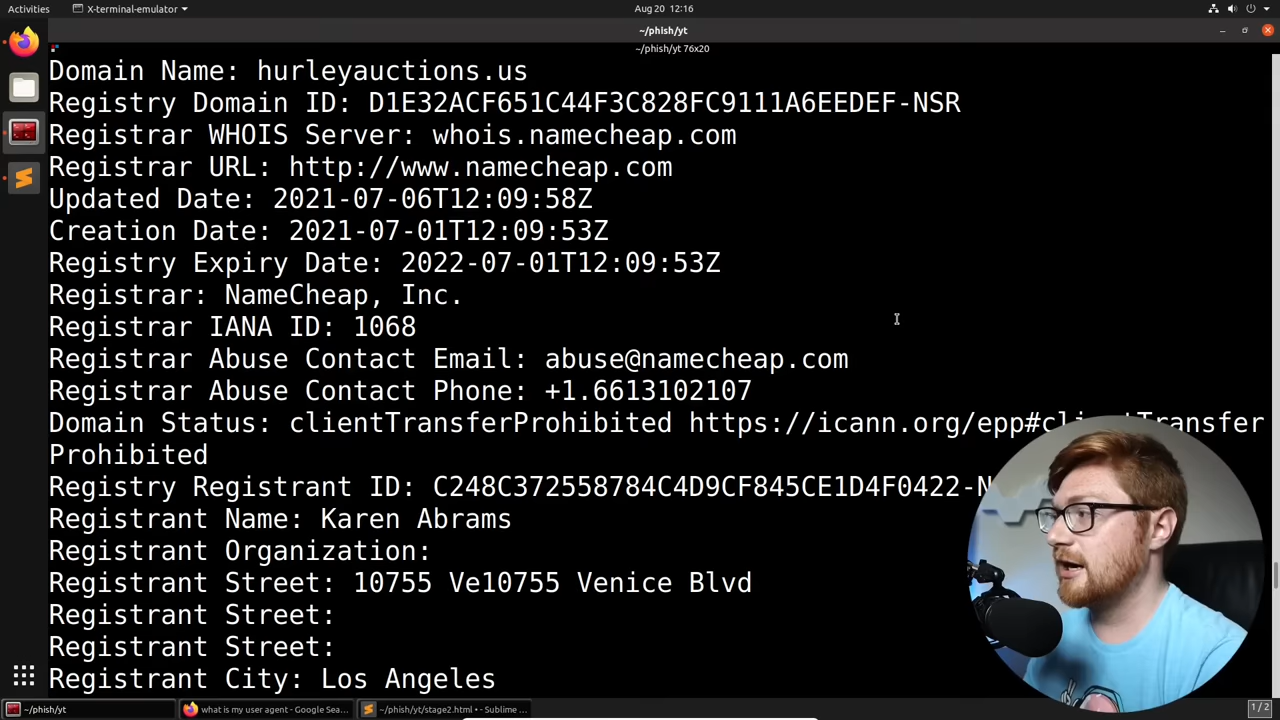 Activities X-terminal-emulator Aug 20 12:16
~/phish/yt
~/phish/yt 76x20
Domain Name: hurleyauctions.us
Registry Domain ID: D1E32ACF651C44F3C828FC9111A6EEDEF-NSR
Registrar WHOIS Server: whois.namecheap.com
Registrar URL: http://www.namecheap.com
Updated Date: 2021-07-06T12:09:58Z
Creation Date: 2021-07-01T12:09:53Z
Registry Expiry Date: 2022-07-01T12:09:53Z
Registrar: NameCheap, Inc.
Registrar IANA ID: 1068
Registrar Abuse Contact Email: abuse@namecheap.com
Registrar Abuse Contact Phone: +1.6613102107
Domain Status: clientTransferProhibited https://icann.org/epp#clientTransfer
Prohibited
Registry Registrant ID: C248C372558784C4D9CF845CE1D4F0422-N
Registrant Name: Karen Abrams
Registrant Organization:
Registrant Street: 10755 Ve10755 Venice Blvd
Registrant Street:
Registrant Street:
Registrant City: Los Angeles
~/phish/yt what is my user agent - Google Sea... ~/phish/yt/stage2.html • - Sublime ... 1 / 2